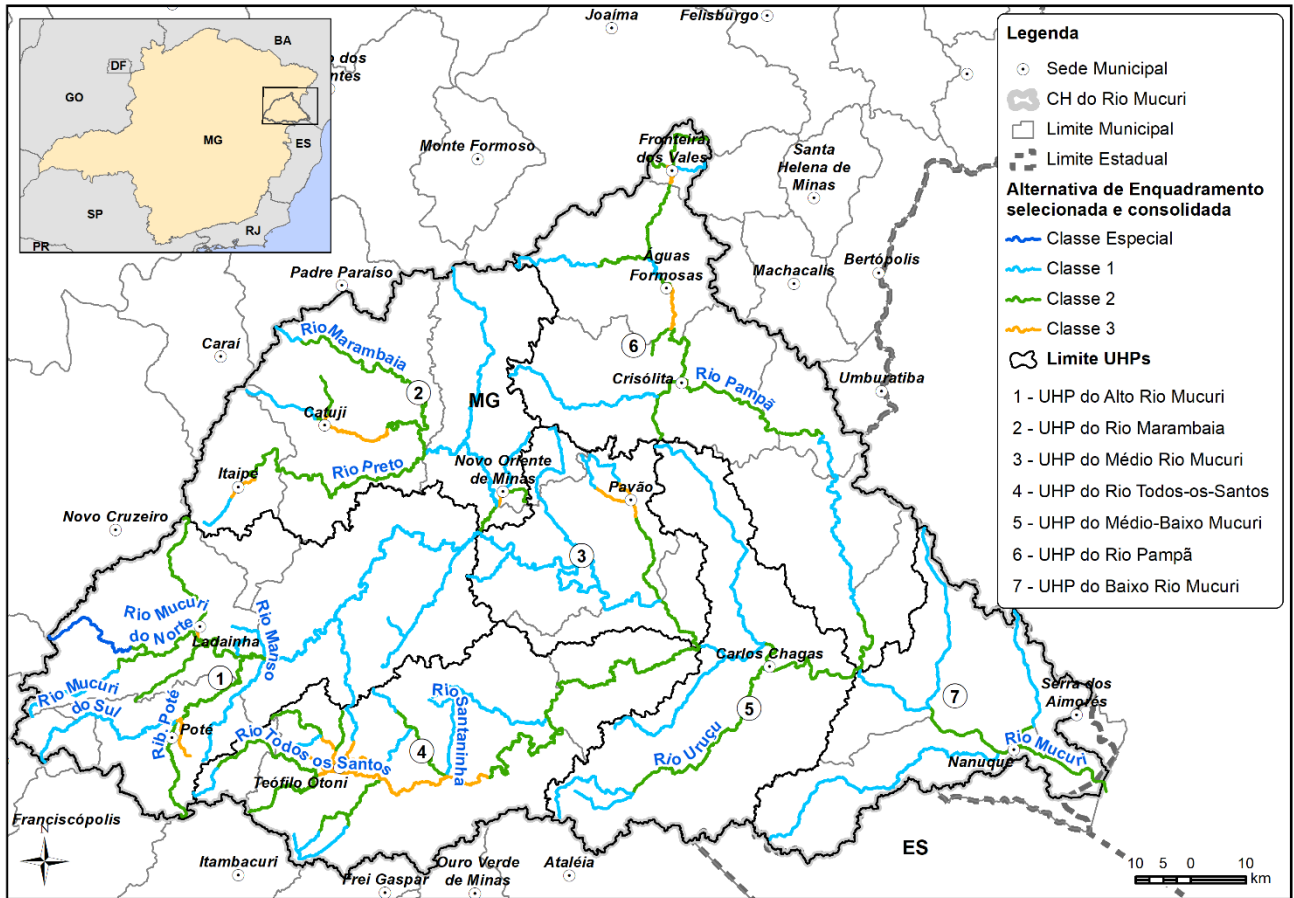 BA
DF
GO
MG
ES
SP
RJ
PR
o dos
ntes
Joaíma
Felisburgo
Monte Formoso
Fronteira
dos Vales
Santa
Helena de
Minas
Padre Paraíso
Águas
Formosas
Machacalis
Bertópolis
Rio Marambaia
Caraí
2
MG
6
Crisólita
Rio Pampã
Umburatiba
Catuji
Itaipé
Rio Preto
Novo Oriente
de Minas
Pavão
Novo Cruzeiro
3
Rio Mucuri
do Norte
Ladainha
Rio Manso
1
Rio Mucuri
do Sul
Rib. Poté
Poté
Rio Todos os Santos
4
Rio Santaninha
Teófilo Otoni
Carlos Chagas
5
Rio Uruçu
7
Serra dos
Aimorés
Rio Mucuri
Nanuque
Franciscópolis
Itambacuri
Frei Gaspar
Ouro Verde
de Minas
Ataléia
ES
N
10 5 0 10
km
Legenda
Sede Municipal
CH do Rio Mucuri
Limite Municipal
Limite Estadual
Alternativa de Enquadramento
selecionada e consolidada
Classe Especial
Classe 1
Classe 2
Classe 3
Limite UHPs
1 - UHP do Alto Rio Mucuri
2 - UHP do Rio Marambaia
3 - UHP do Médio Rio Mucuri
4 - UHP do Rio Todos-os-Santos
5 - UHP do Médio-Baixo Mucuri
6 - UHP do Rio Pampã
7 - UHP do Baixo Rio Mucuri